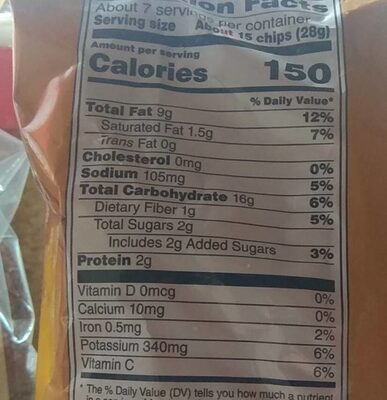 ion Facts
About 7 servings per container
Serving size About 15 chips (28g)
Amount per serving
Calories 150
% Daily Value*
Total Fat 9g 12%
Saturated Fat 1.5g 7%
Trans Fat 0g
Cholesterol 0mg 0%
Sodium 105mg 5%
Total Carbohydrate 16g 6%
Dietary Fiber 1g 5%
Total Sugars 2g
Includes 2g Added Sugars 3%
Protein 2g
Vitamin D 0mcg 0%
Calcium 10mg 0%
Iron 0.5mg 2%
Potassium 340mg 6%
Vitamin C 6%
* The % Daily Value (DV) tells you how much a nutrient